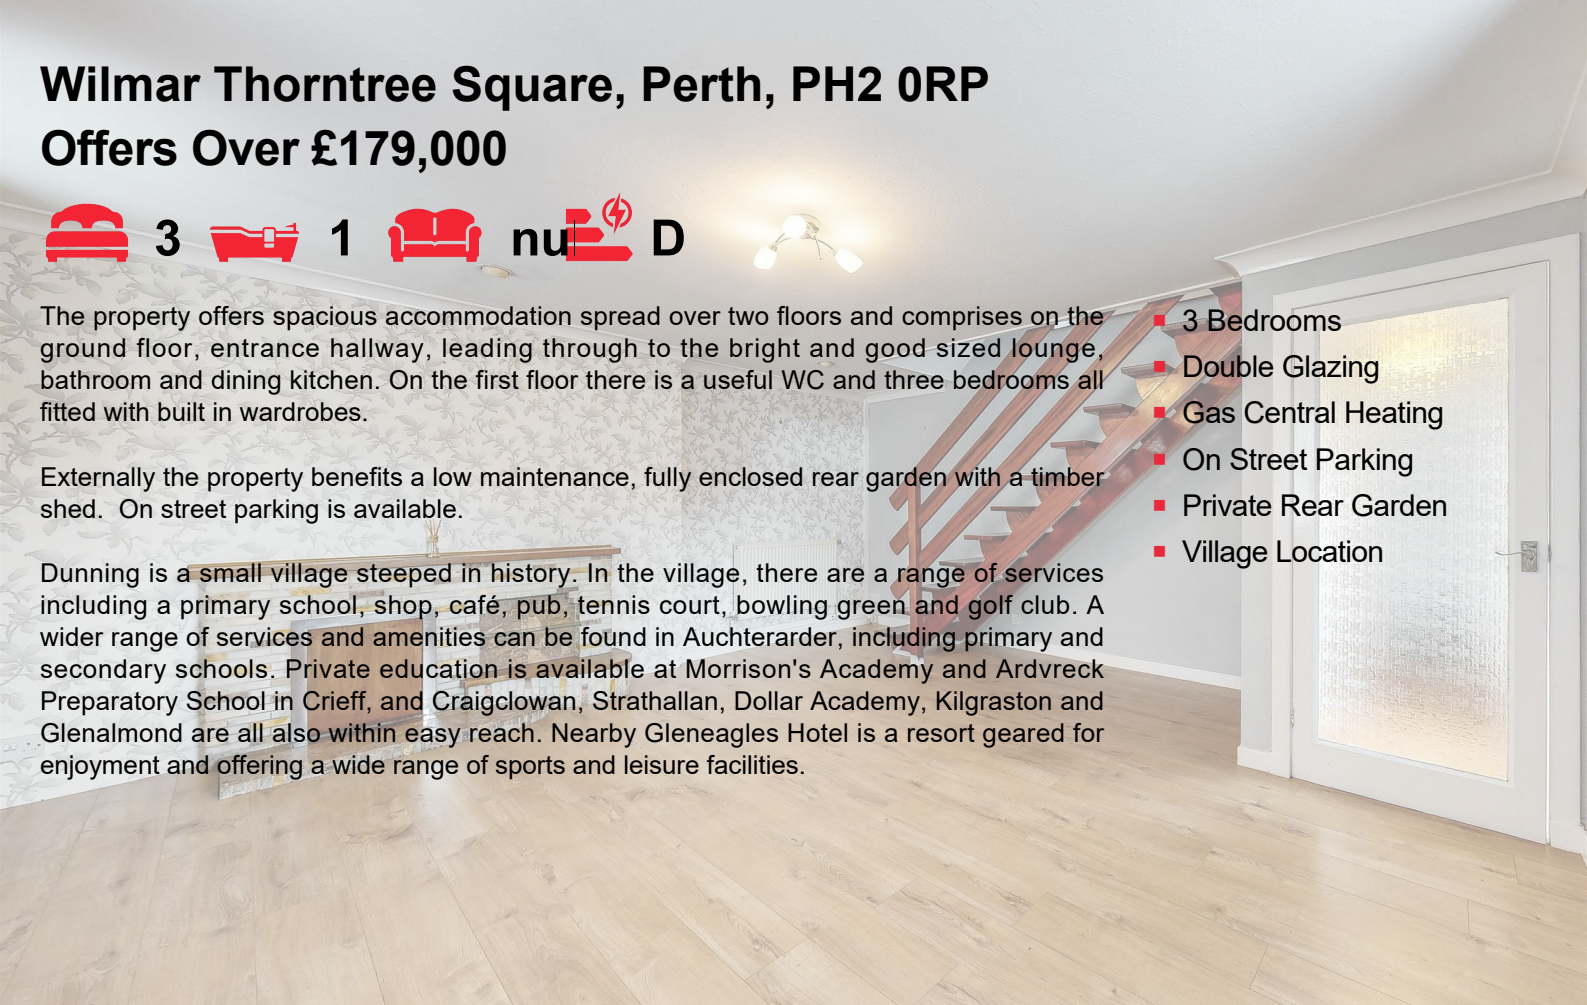 Wilmar Thorntree Square, Perth, PH2 0RP
Offers Over £179,000
3 1 nu D
The property offers spacious accommodation spread over two floors and comprises on the
ground floor, entrance hallway, leading through to the bright and good sized lounge,
bathroom and dining kitchen. On the first floor there is a useful WC and three bedrooms all
fitted with built in wardrobes.
Externally the property benefits a low maintenance, fully enclosed rear garden with a timber
shed.  On street parking is available.
Dunning is a small village steeped in history. In the village, there are a range of services
including a primary school, shop, café, pub, tennis court, bowling green and golf club. A
wider range of services and amenities can be found in Auchterarder, including primary and
secondary schools. Private education is available at Morrison's Academy and Ardvreck
Preparatory School in Crieff, and Craigclowan, Strathallan, Dollar Academy, Kilgraston and
Glenalmond are all also within easy reach. Nearby Gleneagles Hotel is a resort geared for
enjoyment and offering a wide range of sports and leisure facilities.
3 Bedrooms
Double Glazing
Gas Central Heating
On Street Parking
Private Rear Garden
Village Location